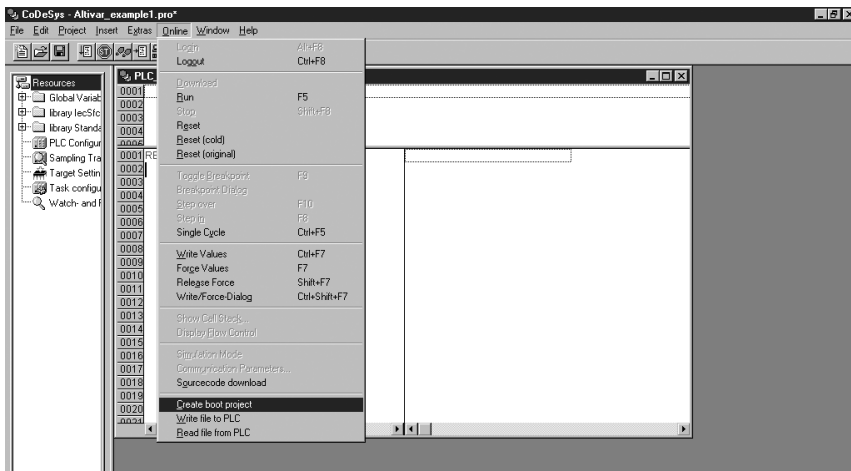 CoDeSys - Altivar_example1.pro*
File Edit Project Insert Extras Online Window Help
Resources
Global Variab
library IecSfc
library Standa
PLC Configur
Sampling Tra
Target Settin
Task configu
Watch- and R
PLC_
0001
0002
0003
0004
0001 RE
0002
0003
0004
0005
0006
0007
0008
0009
0010
0011
0012
0013
0014
0015
0016
0017
0018
0019
0020
0021
Login Alt+F8
Logout Ctrl+F8
Download
Run F5
Stop Shift+F8
Reset
Reset (cold)
Reset (original)
Toggle Breakpoint F9
Breakpoint Dialog
Step over F10
Step in F8
Single Cycle Ctrl+F5
Write Values Ctrl+F7
Force Values F7
Release Force Shift+F7
Write/Force-Dialog Ctrl+Shift+F7
Show Call Stack...
Display Flow Control
Simulation Mode
Communication Parameters...
Sourcecode download
Create boot project
Write file to PLC
Read file from PLC